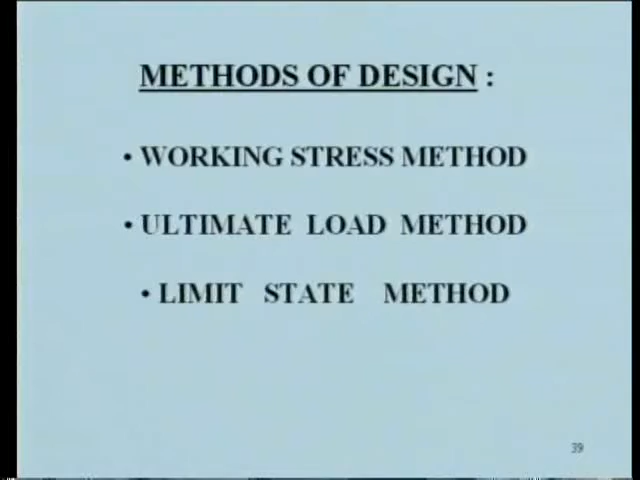 METHODS OF DESIGN :
• WORKING STRESS METHOD
• ULTIMATE LOAD METHOD
• LIMIT STATE METHOD
39